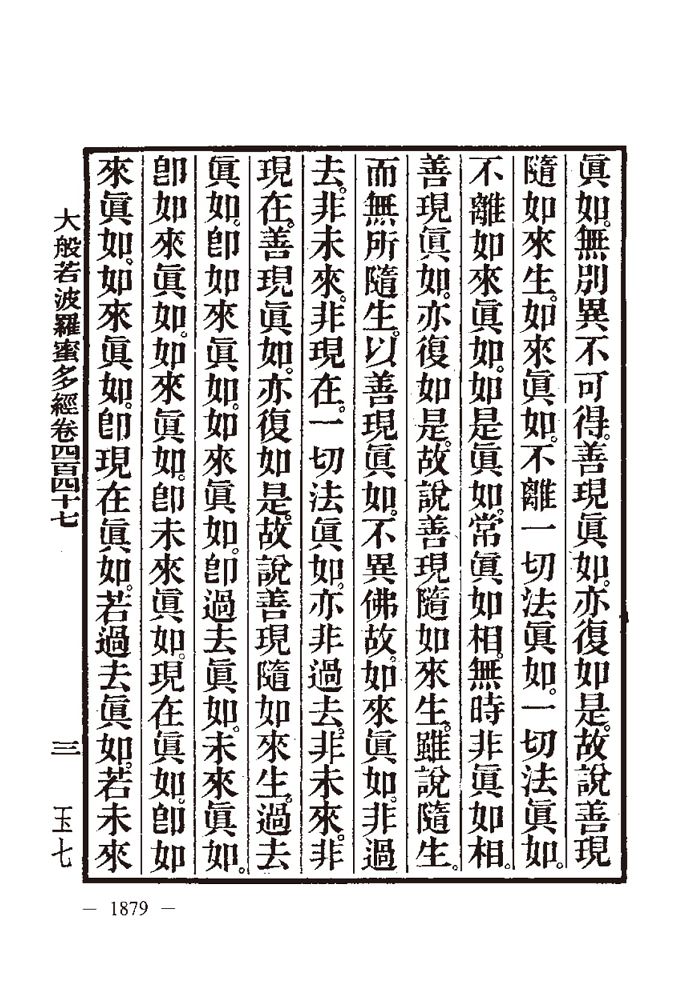 眞如。無別異不可得。善現眞如。亦復如是。故說善現
隨如來生。如來眞如。不離一切法眞如。一切法眞如。
不離如來眞如。如是眞如。常眞如相。無時非眞如相。
善現眞如。亦復如是。故說善現隨如來生。雖說隨生。
而無所隨生。以善現眞如。不異佛故。如來眞如。非過
去。非未來。非現在。一切法眞如。亦非過去。非未來。非
現在。善現眞如。亦復如是。故說善現隨如來生。過去
眞如。卽如來眞如。如來眞如。卽過去眞如。未來眞如。
卽如來眞如。如來眞如。卽未來眞如。現在眞如。卽如
來眞如。如來眞如。卽現在眞如。若過去眞如。若未來
大般若波羅蜜多經卷四百四十七 三 玉七
— 1879 —